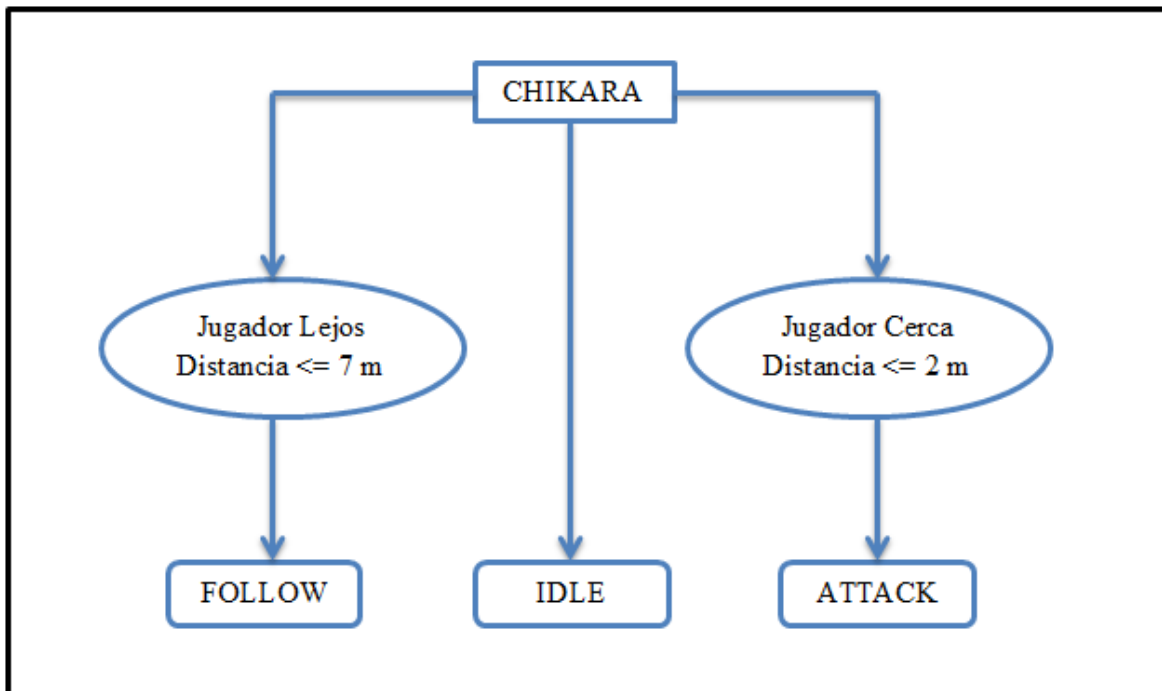 CHIKARA
Jugador Lejos
Distancia <= 7 m
Jugador Cerca
Distancia <= 2 m
FOLLOW
IDLE
ATTACK